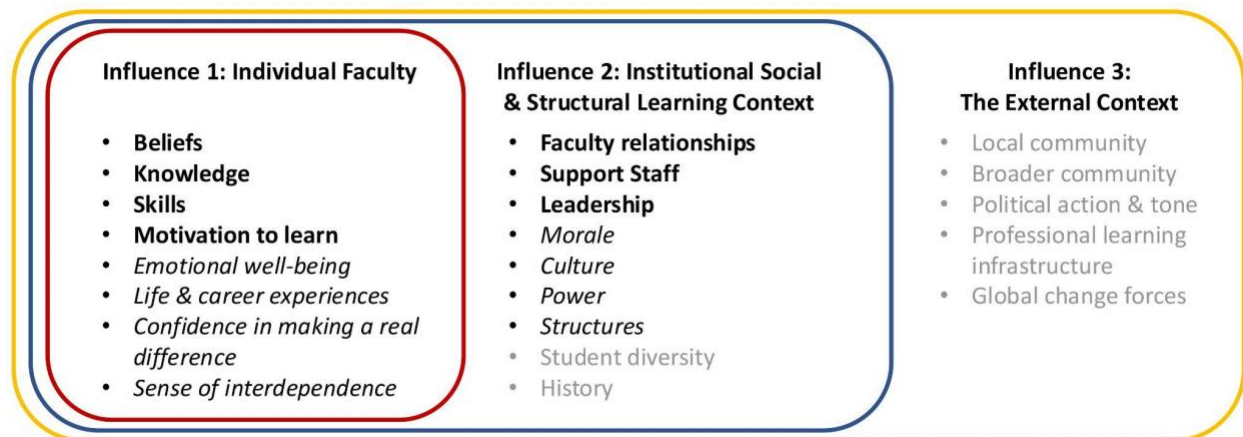 Influence 1: Individual Faculty
• Beliefs
• Knowledge
• Skills
• Motivation to learn
• Emotional well-being
• Life & career experiences
• Confidence in making a real
difference
• Sense of interdependence
Influence 2: Institutional Social
& Structural Learning Context
• Faculty relationships
• Support Staff
• Leadership
• Morale
• Culture
• Power
• Structures
• Student diversity
• History
Influence 3:
The External Context
• Local community
• Broader community
• Political action & tone
• Professional learning
infrastructure
• Global change forces